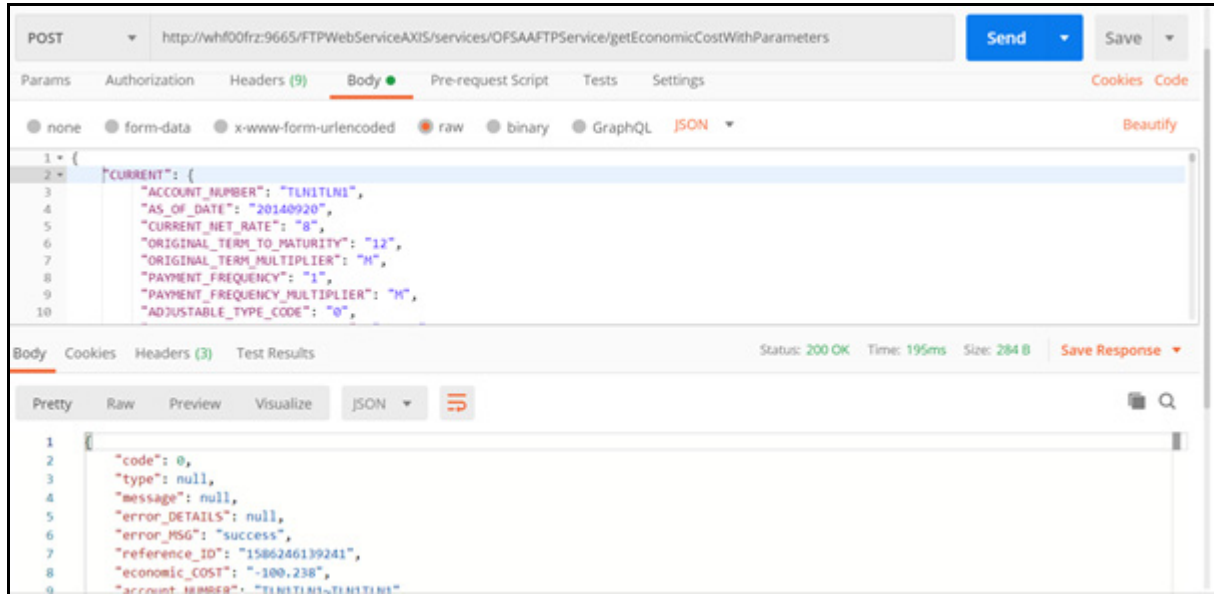 POST http://whf00frz:9665/FTPWebServiceAXIS/services/OFSAAFTPService/getEconomicCostWithParameters Send Save
Params Authorization Headers (9) Body Pre-request Script Tests Settings Cookies Code
none form-data x-www-form-urlencoded raw binary GraphQL JSON Beautify
1 {
2 "CURRENT": {
3 "ACCOUNT_NUMBER": "TLN1TLN1",
4 "AS_OF_DATE": "20140920",
5 "CURRENT_NET_RATE": "8",
6 "ORIGINAL_TERM_TO_MATURITY": "12",
7 "ORIGINAL_TERM_MULTIPLIER": "M",
8 "PAYMENT_FREQUENCY": "1",
9 "PAYMENT_FREQUENCY_MULTIPLIER": "M",
10 "ADJUSTABLE_TYPE_CODE": "0",
Body Cookies Headers (3) Test Results Status: 200 OK Time: 195ms Size: 284 B Save Response
Pretty Raw Preview Visualize JSON
1 {
2 "code": 0,
3 "type": null,
4 "message": null,
5 "error_DETAILS": null,
6 "error_MSG": "success",
7 "reference_ID": "1586246139241",
8 "economic_COST": "-100.238",
9 "account_NUMBER": "TLN1TLN1~TLN1TLN1"